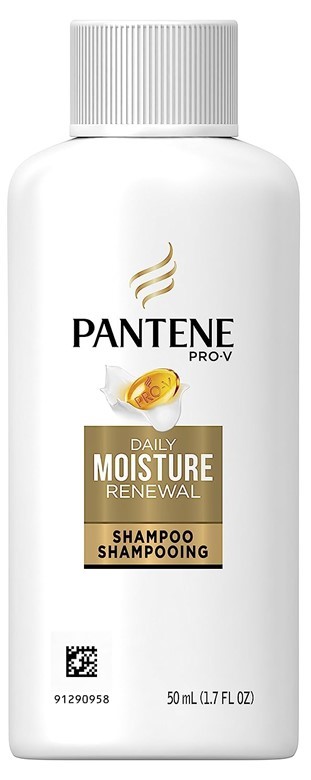 PANTENE
PRO-V
PRO-V
DAILY
MOISTURE
RENEWAL
SHAMPOO
SHAMPOOING
91290958
50 mL (1.7 FL OZ)